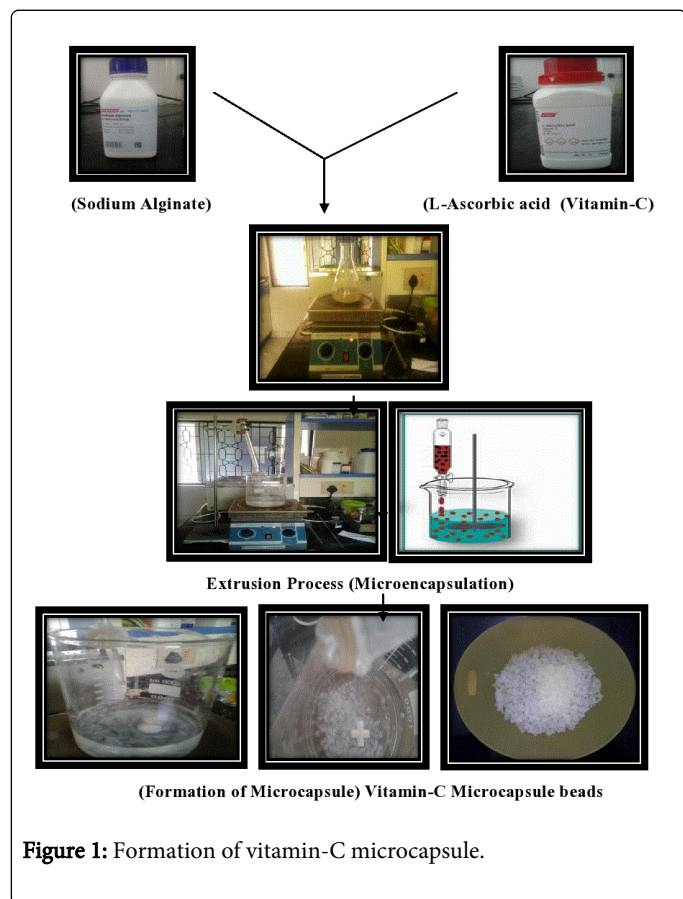 (Sodium Alginate)
(L-Ascorbic acid (Vitamin-C)
Extrusion Process (Microencapsulation)
(Formation of Microcapsule) Vitamin-C Microcapsule beads
Figure 1: Formation of vitamin-C microcapsule.